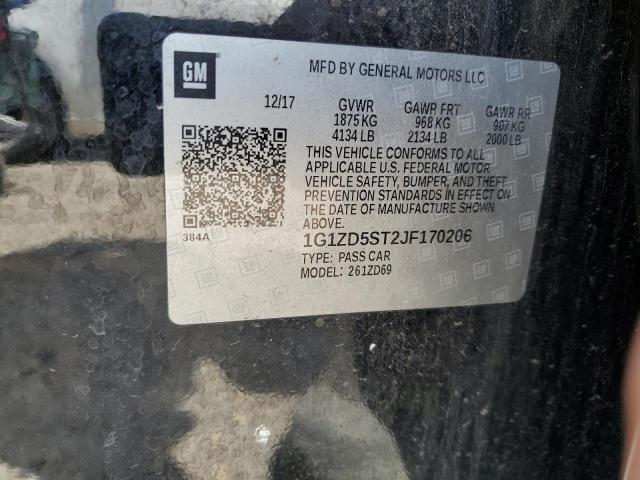 GM
MFD BY GENERAL MOTORS LLC
12/17 GVWR GAWR FRT GAWR RR
1875 KG 968 KG 907 KG
4134 LB 2134 LB 2000 LB
THIS VEHICLE CONFORMS TO ALL
APPLICABLE U.S. FEDERAL MOTOR
VEHICLE SAFETY, BUMPER, AND THEFT
PREVENTION STANDARDS IN EFFECT ON
THE DATE OF MANUFACTURE SHOWN
ABOVE.
384A
1G1ZD5ST2JF170206
TYPE: PASS CAR
MODEL: 261ZD69